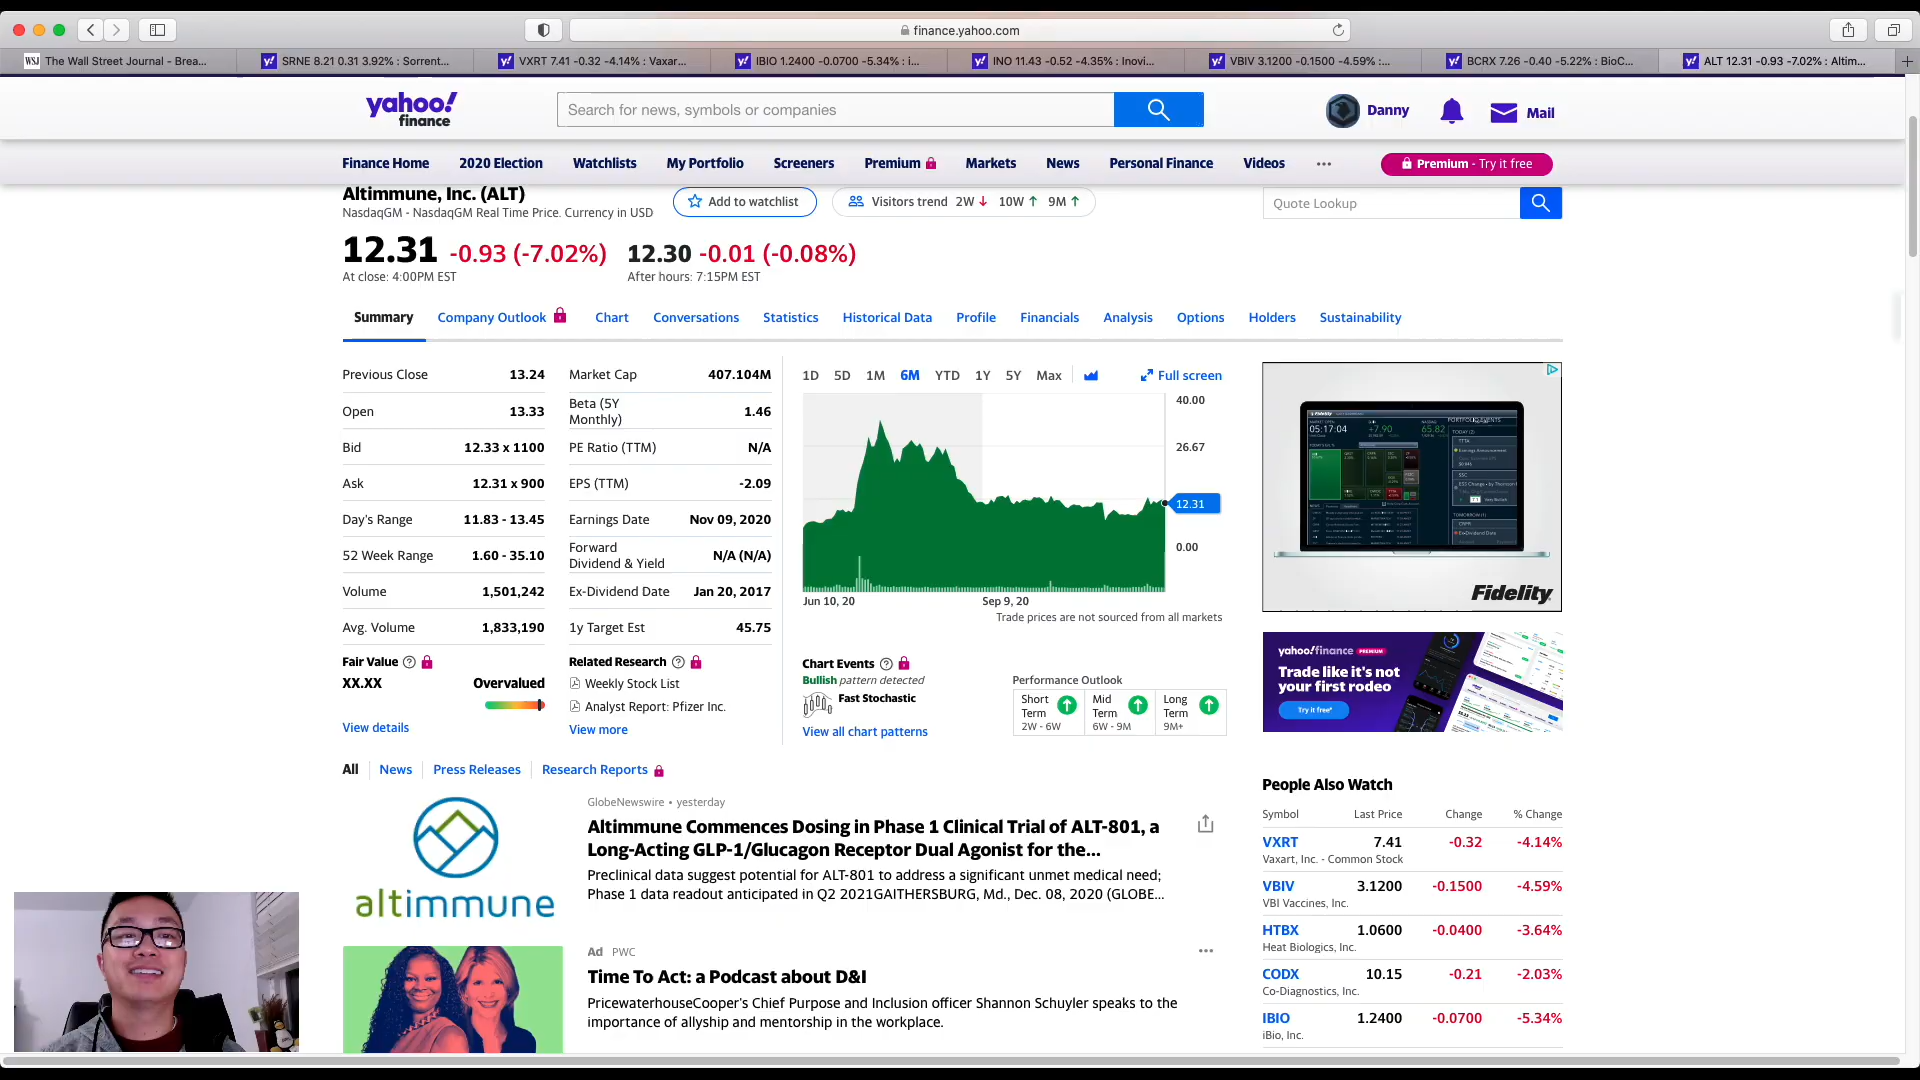 finance.yahoo.com
The Wall Street Journal - Brea...
SRNE 8.21 0.31 3.92% : Sorrent...
VXRT 7.41 -0.32 -4.14% : Vaxar...
IBIO 1.2400 -0.0700 -5.34% : i...
INO 11.43 -0.52 -4.35% : Inovi...
VBIV 3.1200 -0.1500 -4.59% :...
BCRX 7.26 -0.40 -5.22% : BioC...
ALT 12.31 -0.93 -7.02% : Altim...
yahoo!
finance
Search for news, symbols or companies
Danny
Mail
Finance Home 2020 Election Watchlists My Portfolio Screeners Premium Markets News Personal Finance Videos ...
Premium - Try it free
Altimmune, Inc. (ALT)
NasdaqGM - NasdaqGM Real Time Price. Currency in USD
Add to watchlist
Visitors trend 2W ↓ 10W ↑ 9M ↑
Quote Lookup
12.31 -0.93 (-7.02%) 12.30 -0.01 (-0.08%)
At close: 4:00PM EST After hours: 7:15PM EST
Summary Company Outlook Chart Conversations Statistics Historical Data Profile Financials Analysis Options Holders Sustainability
Previous Close 13.24
Open 13.33
Bid 12.33 x 1100
Ask 12.31 x 900
Day's Range 11.83 - 13.45
52 Week Range 1.60 - 35.10
Volume 1,501,242
Avg. Volume 1,833,190
Market Cap 407.104M
Beta (5Y
Monthly) 1.46
PE Ratio (TTM) N/A
EPS (TTM) -2.09
Earnings Date Nov 09, 2020
Forward
Dividend & Yield N/A (N/A)
Ex-Dividend Date Jan 20, 2017
1y Target Est 45.75
1D 5D 1M 6M YTD 1Y 5Y Max
Full screen
40.00
26.67
12.31
0.00
Jun 10, 20 Sep 9, 20
Trade prices are not sourced from all markets
Fair Value
XX.XX Overvalued
View details
Related Research
Weekly Stock List
Analyst Report: Pfizer Inc.
View more
Chart Events
Bullish pattern detected
Fast Stochastic
View all chart patterns
Performance Outlook
Short
Term
2W - 6W
Mid
Term
6W - 9M
Long
Term
9M+
05:17:04
+7.90
65.82
Fidelity
yahoo!finance PREMIUM
Trade like it's not
your first rodeo
Try it free*
All News Press Releases Research Reports
altimmune
GlobeNewswire • yesterday
Altimmune Commences Dosing in Phase 1 Clinical Trial of ALT-801, a
Long-Acting GLP-1/Glucagon Receptor Dual Agonist for the...
Preclinical data suggest potential for ALT-801 to address a significant unmet medical need;
Phase 1 data readout anticipated in Q2 2021GAITHERSBURG, Md., Dec. 08, 2020 (GLOBE...
Ad PWC
Time To Act: a Podcast about D&I
PricewaterhouseCooper's Chief Purpose and Inclusion officer Shannon Schuyler speaks to the
importance of allyship and mentorship in the workplace.
People Also Watch
Symbol Last Price Change % Change
VXRT 7.41 -0.32 -4.14%
Vaxart, Inc. - Common Stock
VBIV 3.1200 -0.1500 -4.59%
VBI Vaccines, Inc.
HTBX 1.0600 -0.0400 -3.64%
Heat Biologics, Inc.
CODX 10.15 -0.21 -2.03%
Co-Diagnostics, Inc.
IBIO 1.2400 -0.0700 -5.34%
iBio, Inc.